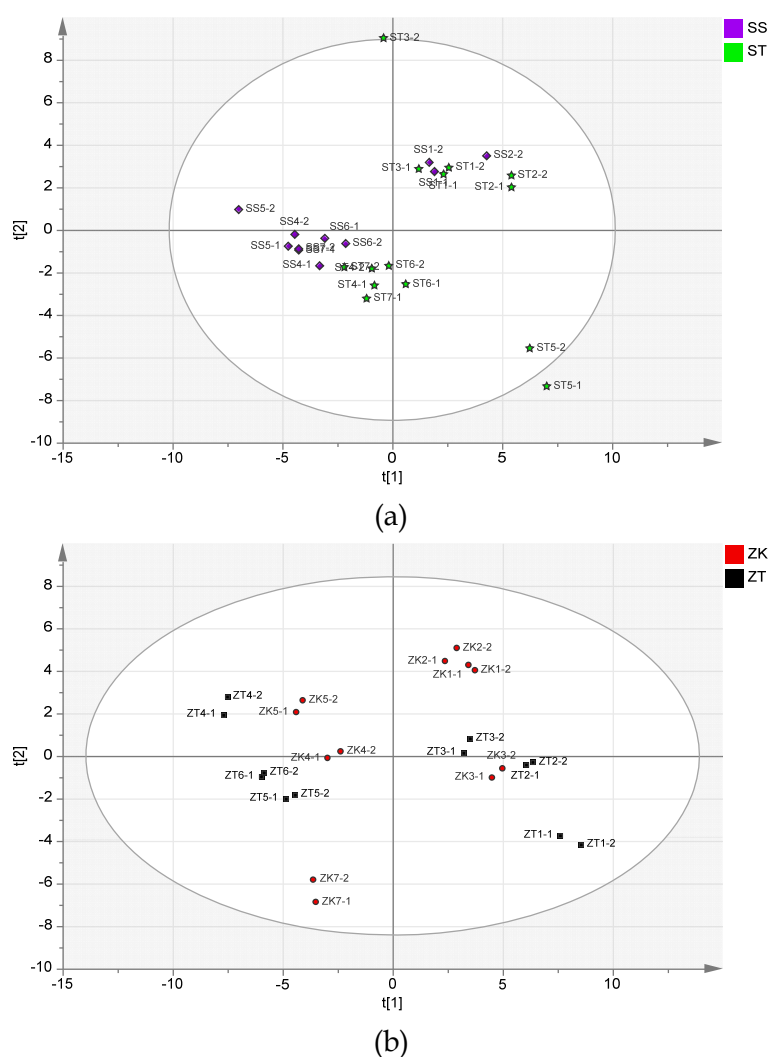 SS
ST
ST3-2
8
6
4
SS1-2
SS2-2
ST3-1
ST1-2
ST2-2
ST1-1
ST2-1
2
SS5-2
t[2]
0
SS4-2
SS6-1
SS5-1
SS6-2
SS4-1
ST6-2
-2
ST4-1
ST6-1
ST7-1
-4
ST5-2
-6
ST5-1
-8
-10
-15
-10
-5
0
5
10
t[1]
(a)
ZK
ZT
8
6
ZK2-2
ZK2-1
4
ZK1-2
ZK1-1
ZT4-2
ZK5-2
2
ZT4-1
ZK5-1
t[2]
ZT3-2
ZK4-2
ZT3-1
ZK3-2
0
ZK4-1
ZT2-2
ZT6-2
ZT6-1
ZK3-1
ZT2-1
ZT5-2
-2
ZT5-1
ZT1-1
-4
ZT1-2
ZK7-2
-6
ZK7-1
-8
-10
-15
-10
-5
0
5
10
t[1]
(b)